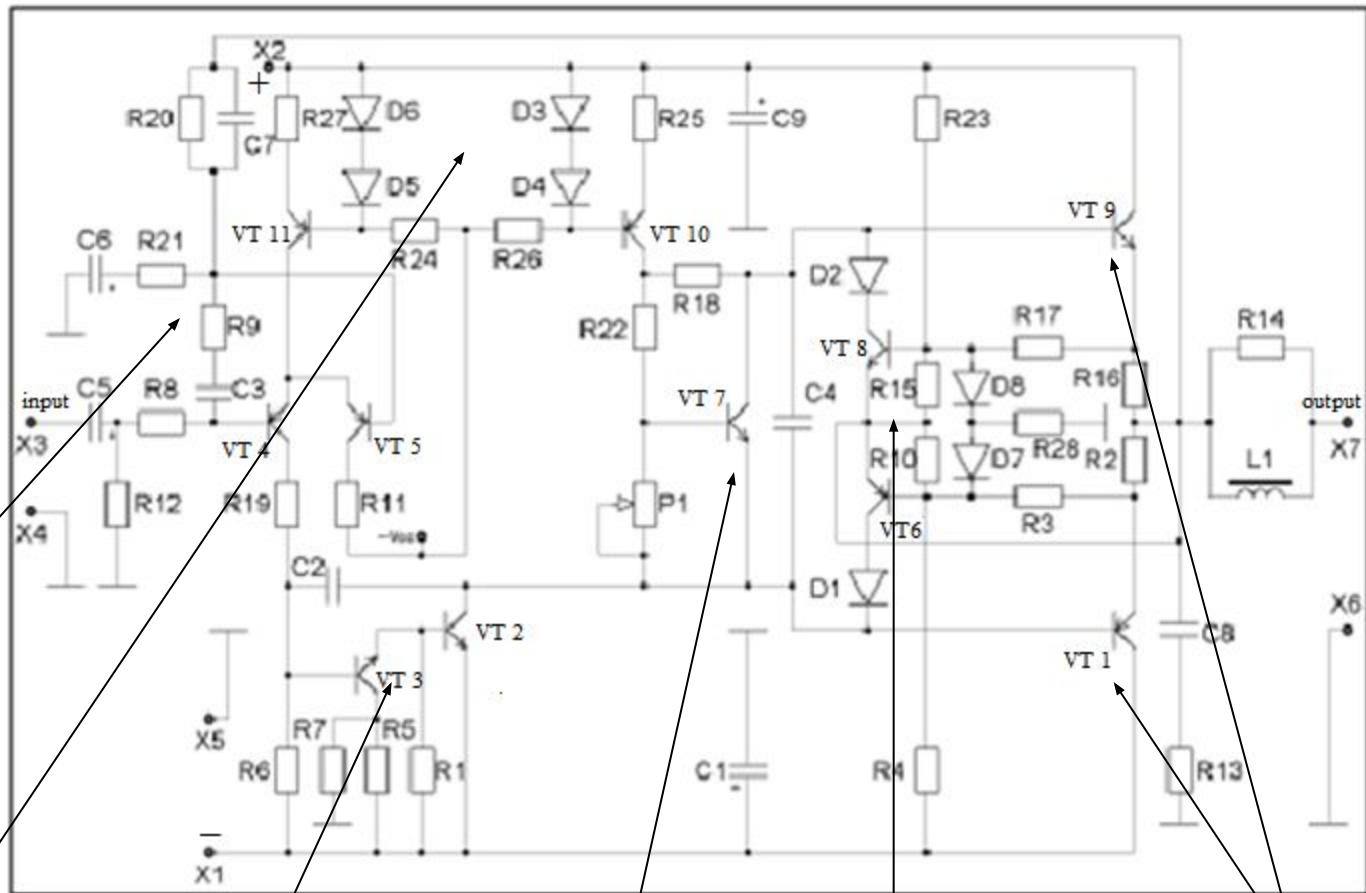 X2
+
R20
C7
R27
D6
D3
R25
C9
R23
D5
D4
VT 11
R24
R26
VT 10
VT 9
C6
R21
R18
D2
R9
R22
R17
R14
VT 8
input
C5
R8
C3
VT 7
C4
R15
D8
R16
output
X3
VT 4
VT 5
R10
D7
R28
R2
L1
X7
R12
R19
R11
P1
R3
X4
VT6
C2
D1
X6
VT 2
VT 1
C8
VT 3
X5
R7
R5
R6
R1
C1
R4
R13
−
X1